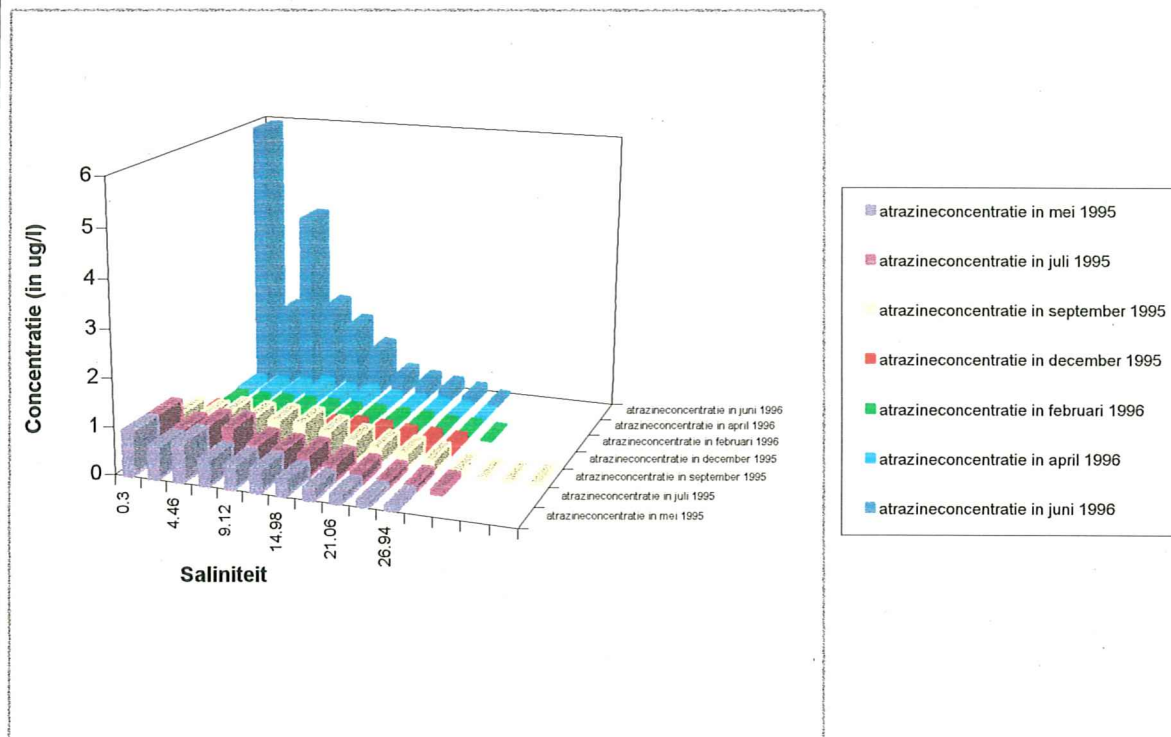 6
5
4
3
2
1
0
Concentratie (in ug/l)
0.3
4.46
9.12
14.98
21.06
26.94
Saliniteit
atrazineconcentratie in juni 1996
atrazineconcentratie in april 1996
atrazineconcentratie in februari 1996
atrazineconcentratie in december 1995
atrazineconcentratie in september 1995
atrazineconcentratie in juli 1995
atrazineconcentratie in mei 1995
atrazineconcentratie in mei 1995
atrazineconcentratie in juli 1995
atrazineconcentratie in september 1995
atrazineconcentratie in december 1995
atrazineconcentratie in februari 1996
atrazineconcentratie in april 1996
atrazineconcentratie in juni 1996